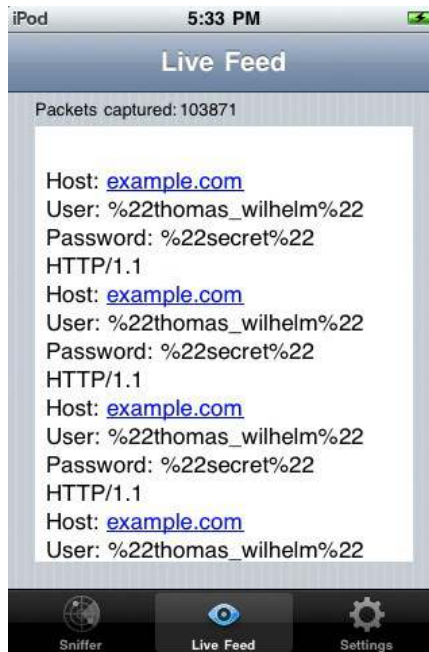 iPod 5:33 PM
Live Feed
Packets captured: 103871
Host: example.com
User: %22thomas_wilhelm%22
Password: %22secret%22
HTTP/1.1
Host: example.com
User: %22thomas_wilhelm%22
Password: %22secret%22
HTTP/1.1
Host: example.com
User: %22thomas_wilhelm%22
Password: %22secret%22
HTTP/1.1
Host: example.com
User: %22thomas_wilhelm%22
Sniffer Live Feed Settings